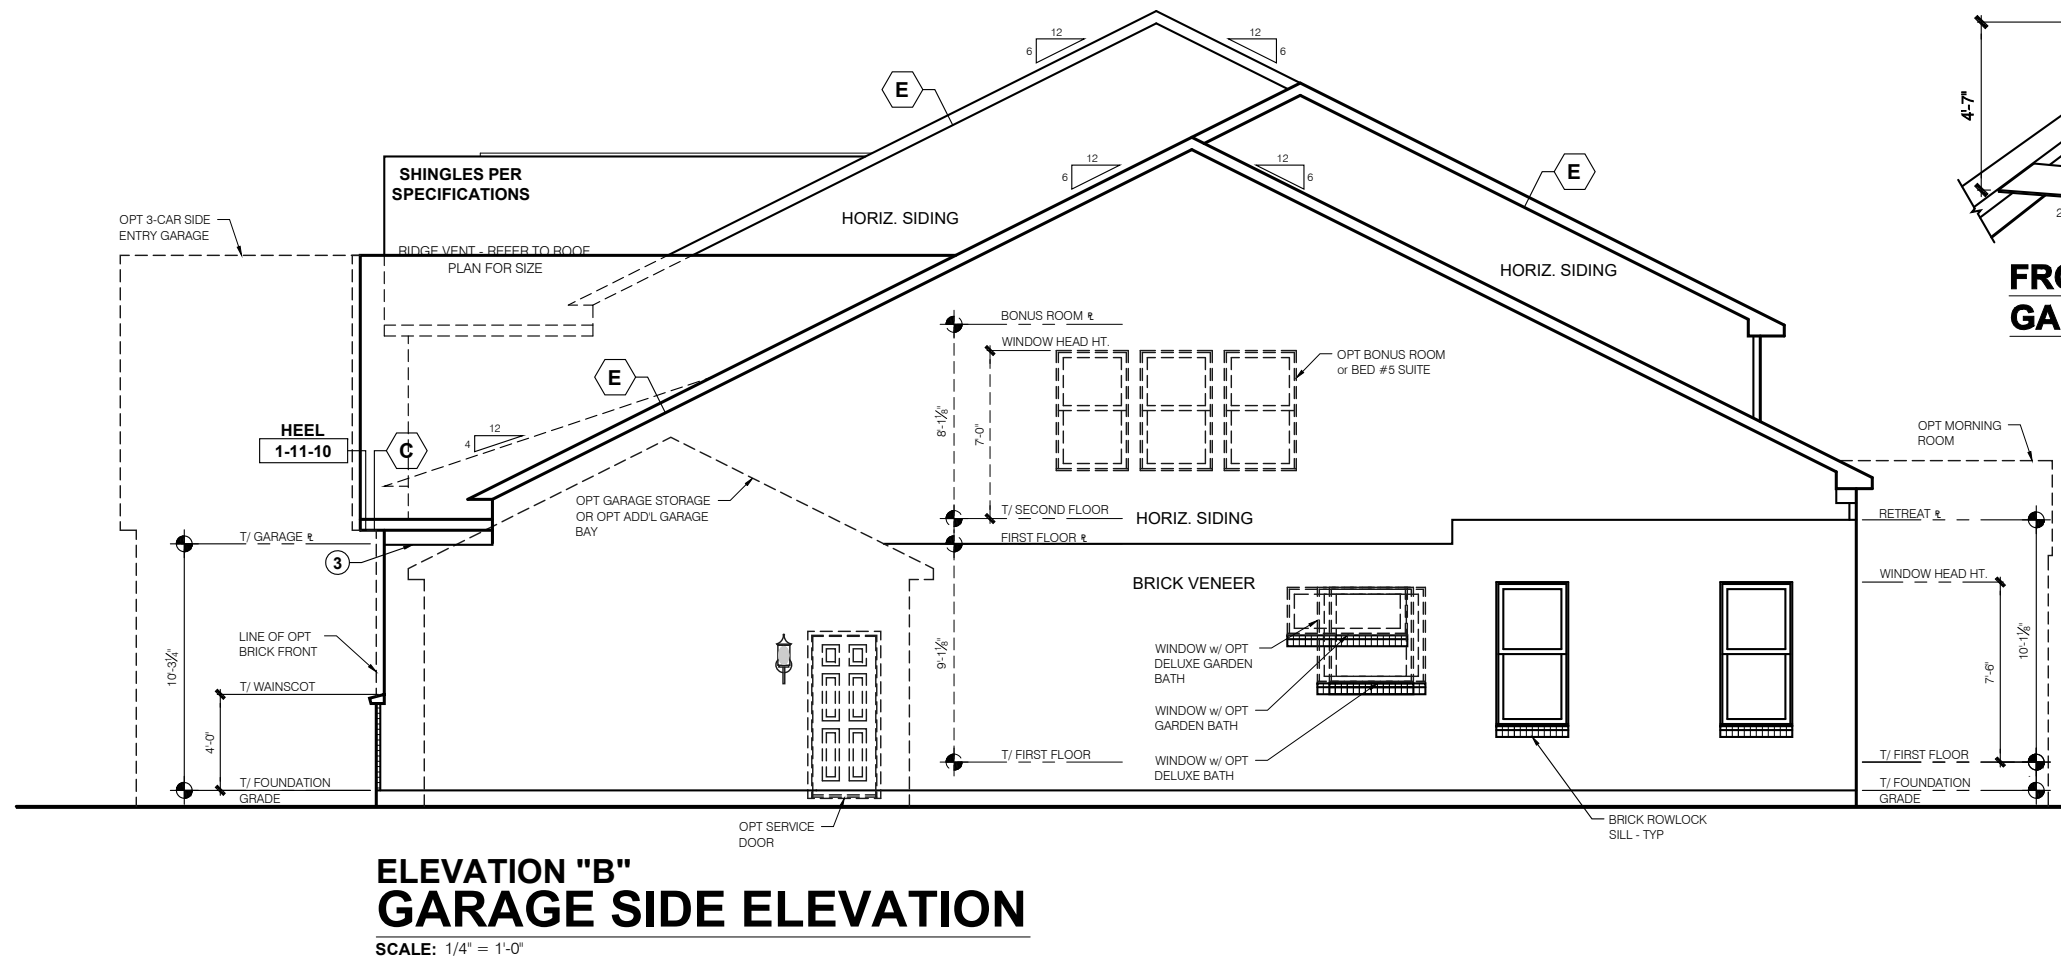 12
6
12
6
E
4'-7"
SHINGLES PER
SPECIFICATIONS
12
6
12
6
E
OPT 3-CAR SIDE
ENTRY GARAGE
HORIZ. SIDING
2
RIDGE VENT - REFER TO ROOF
PLAN FOR SIZE
HORIZ. SIDING
FRO
GA
BONUS ROOM ℄
WINDOW HEAD HT.
OPT BONUS ROOM
or BED #5 SUITE
E
8'-1⅛"
7'-0"
HEEL
1-11-10
C
12
4
OPT MORNING
ROOM
OPT GARAGE STORAGE
OR OPT ADD'L GARAGE
BAY
T/ SECOND FLOOR
HORIZ. SIDING
RETREAT ℄
T/ GARAGE ℄
FIRST FLOOR ℄
3
BRICK VENEER
WINDOW HEAD HT.
LINE OF OPT
BRICK FRONT
10'-3¼"
9'-1⅛"
WINDOW w/ OPT
DELUXE GARDEN
BATH
10'-1⅛"
7'-6"
T/ WAINSCOT
WINDOW w/ OPT
GARDEN BATH
4'-0"
T/ FIRST FLOOR
WINDOW w/ OPT
DELUXE BATH
T/ FIRST FLOOR
T/ FOUNDATION
GRADE
T/ FOUNDATION
GRADE
OPT SERVICE
DOOR
BRICK ROWLOCK
SILL - TYP
ELEVATION "B"
GARAGE SIDE ELEVATION
SCALE: 1/4" = 1'-0"